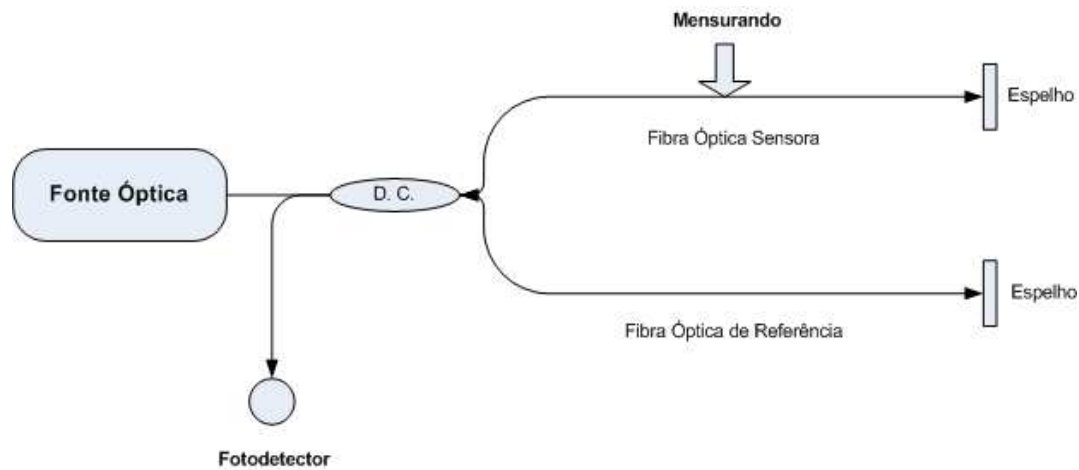 Mensurando
Espelho
Fibra Óptica Sensora
Fonte Óptica
D. C.
Espelho
Fibra Óptica de Referência
Fotodetector